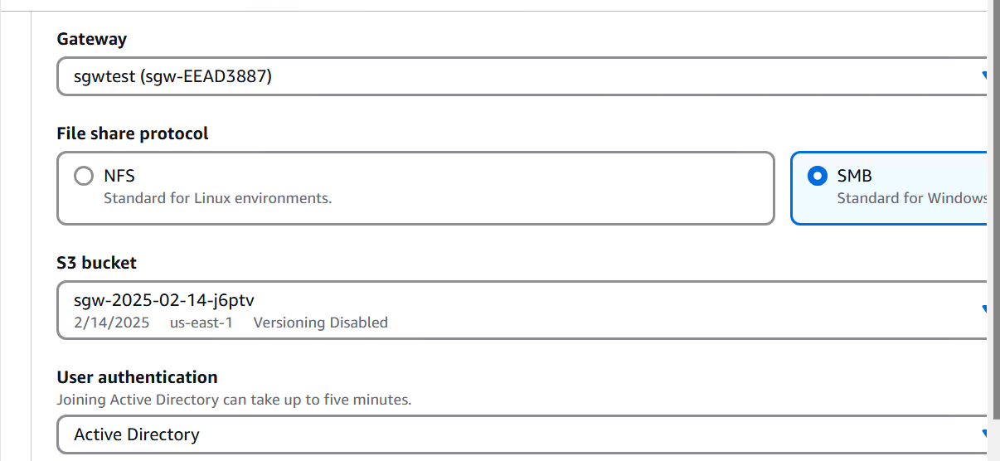 Gateway
sgwtest (sgw-EEAD3887)
File share protocol
NFS
Standard for Linux environments.
SMB
Standard for Windows
S3 bucket
sgw-2025-02-14-j6ptv
2/14/2025 us-east-1 Versioning Disabled
User authentication
Joining Active Directory can take up to five minutes.
Active Directory